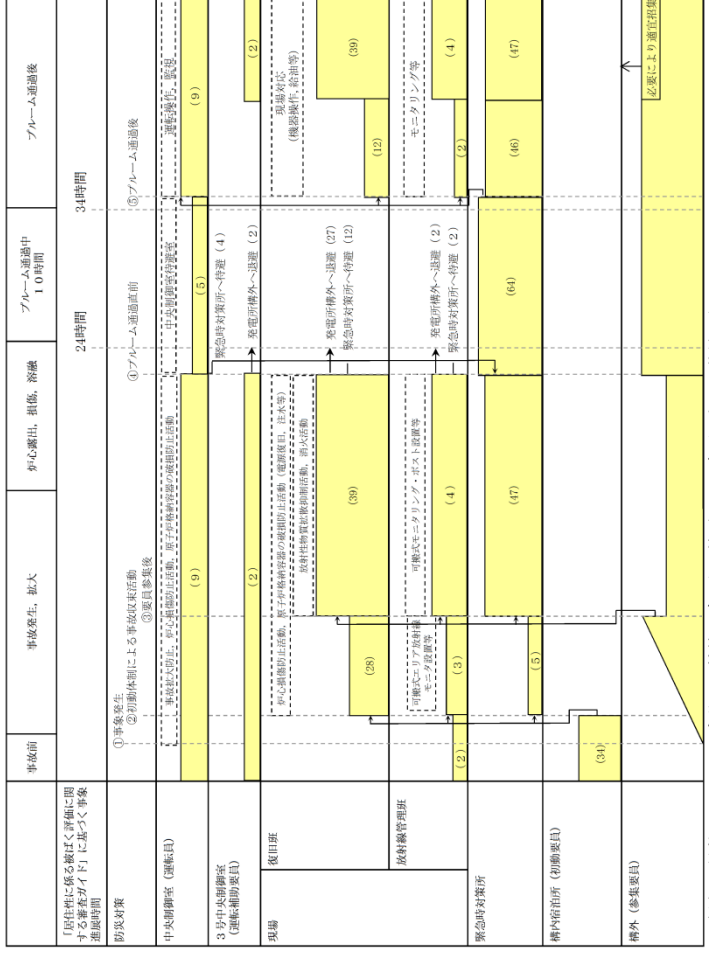 事故前
事故発生，拡大
炉心露出，損傷，溶融
プルーム通過中
１０時間
プルーム通過後
「居住性に係る被ばく評価に関
する審査ガイド」に基づく事象
進展時間
24時間
34時間
防災対策
①事象発生
②初動体制による事故収束活動
③要員参集後
④プルーム通過直前
⑤プルーム通過後
中央制御室（運転員）
事故拡大防止，炉心損傷防止活動，原子炉格納容器の破損防止活動
中央制御室待避室
運転操作，監視
(9)
(5)
(9)
緊急時対策所へ待避（4）
３号中央制御室
（運転補助要員）
(2)
発電所構外へ退避（2）
(2)
現場
復旧班
炉心損傷防止活動，原子炉格納容器の破損防止活動（電源復旧，注水等）
放射性物質拡散抑制活動，消火活動
現場対応
（機器操作,給油等）
(28)
(39)
発電所構外へ退避（27）
緊急時対策所へ待避（12）
(12)
(39)
放射線管理班
可搬式エリア放射線
モニタ設置等
可搬式モニタリング・ポスト設置等
モニタリング等
(2)
(3)
(4)
発電所構外へ退避（2）
緊急時対策所へ待避（2）
(2)
(4)
緊急時対策所
(5)
(47)
(64)
(46)
(47)
構内宿泊所（初動要員）
(34)
構外（参集要員）
必要により適宜招集